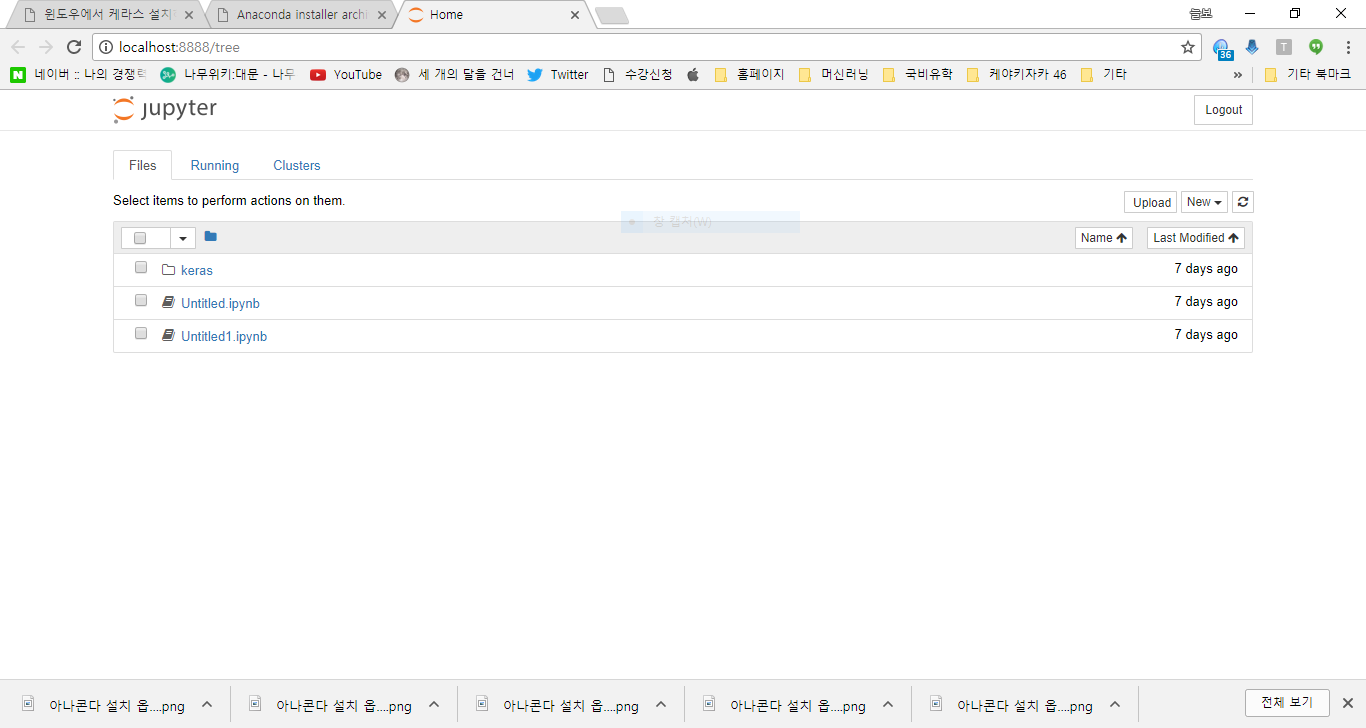 윈도우에서 케라스 설치
Anaconda installer archi
Home
localhost:8888/tree
36
T
N 네이버 :: 나의 경쟁력
나무위키:대문 - 나무
YouTube
세 개의 달을 건너
Twitter
수강신청
홈페이지
머신러닝
국비유학
케야키자카 46
기타
»
기타 북마크
jupyter
Logout
Files
Running
Clusters
Select items to perform actions on them.
Upload
New
창 캡처(W)
Name
Last Modified
keras
7 days ago
Untitled.ipynb
7 days ago
Untitled1.ipynb
7 days ago
아나콘다 설치 옵....png
아나콘다 설치 옵....png
아나콘다 설치 옵....png
아나콘다 설치 옵....png
아나콘다 설치 옵....png
전체 보기